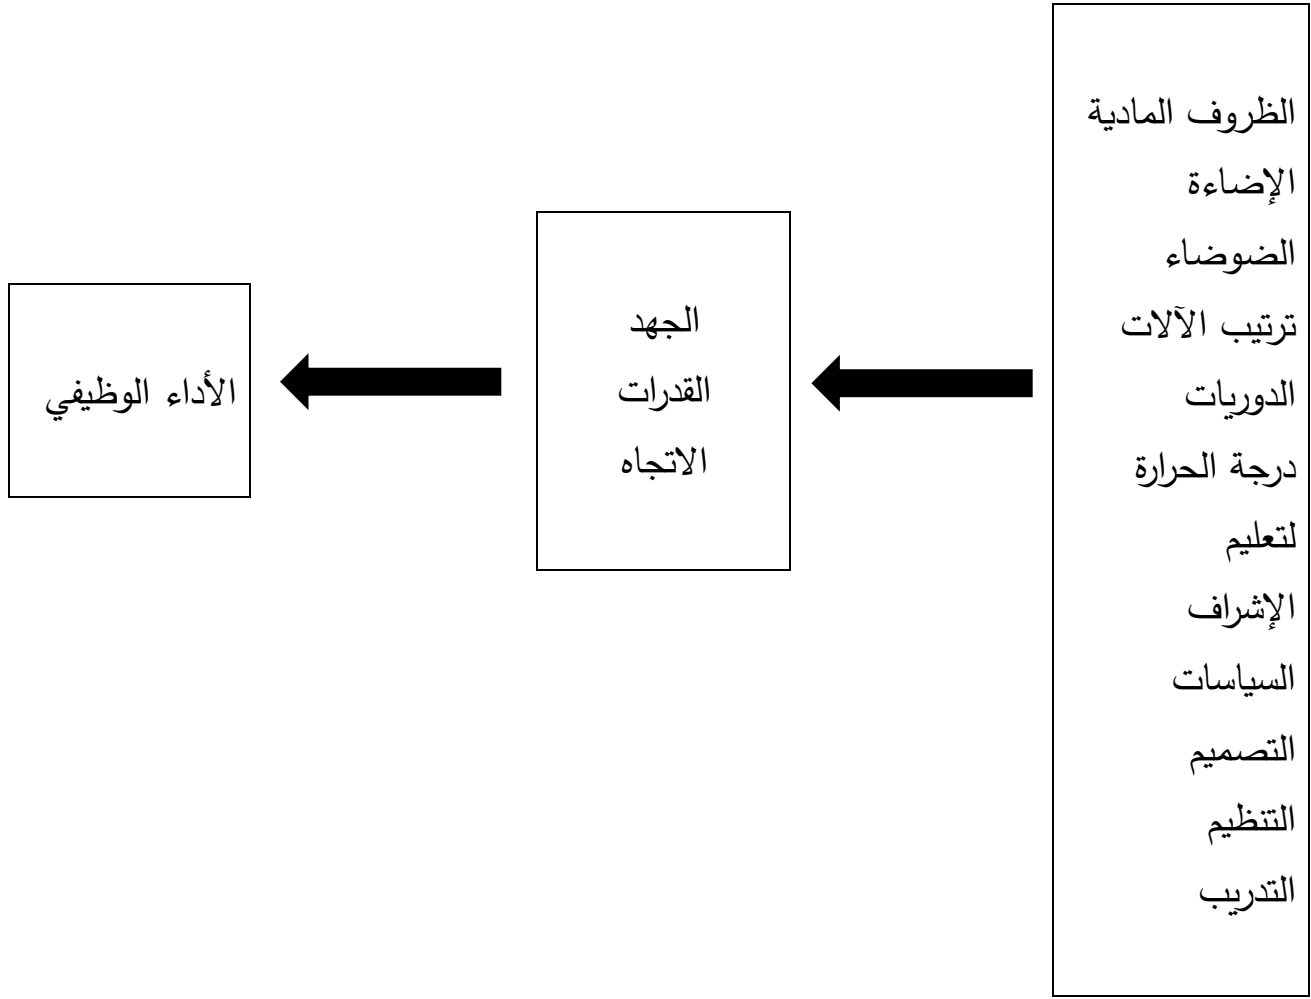 الظروف المادية
الإضاءة
الضوضاء
ترتيب الآلات
الدوريات
درجة الحرارة
لتعليم
الإشراف
السياسات
التصميم
التنظيم
التدريب
الجهد
القدرات
الاتجاه
الأداء الوظيفي